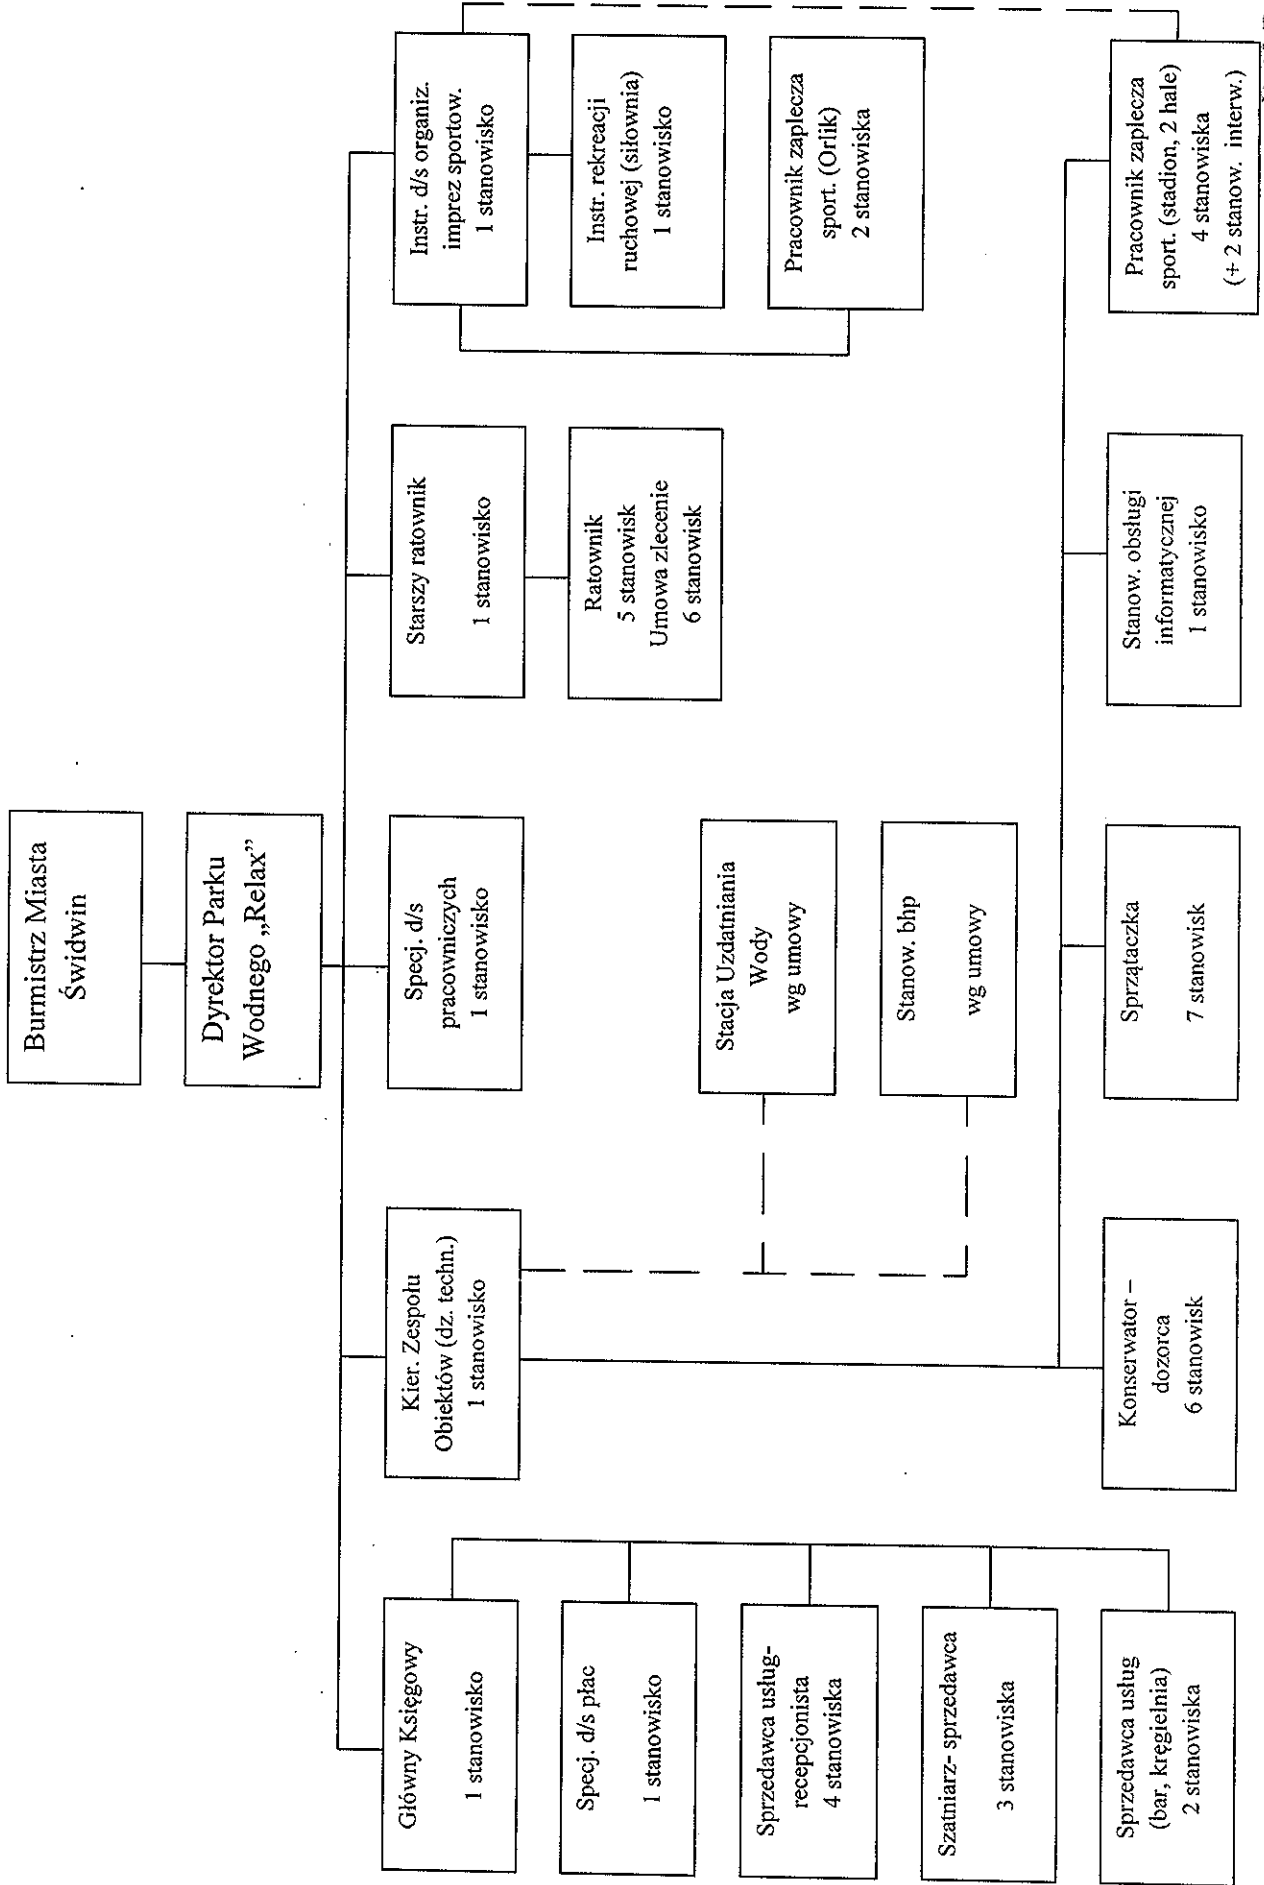 Burmistrz Miasta
Świdwin
Dyrektor Parku
Wodnego „Relax”
Główny Księgowy
1 stanowisko
Specj. d/s płac
1 stanowisko
Sprzedawca usług-
recepcjonista
4 stanowiska
Szatniarz- sprzedawca
3 stanowiska
Sprzedawca usług
(bar, kręgielnia)
2 stanowiska
Kier. Zespołu
Obiektów (dz. techn.)
1 stanowisko
Specj. d/s
pracowniczych
1 stanowisko
Starszy ratownik
1 stanowisko
Ratownik
5 stanowisk
Umowa zlecenie
6 stanowisk
Instr. d/s organiz.
imprez sportow.
1 stanowisko
Instr. rekreacji
ruchowej (siłownia)
1 stanowisko
Pracownik zaplecza
sport. (Orlik)
2 stanowiska
Stacja Uzdatniania
Wody
wg umowy
Stanow. bhp
wg umowy
Konserwator –
dozorca
6 stanowisk
Sprzątaczka
7 stanowisk
Stanow. obsługi
informatycznej
1 stanowisko
Pracownik zaplecza
sport. (stadion, 2 hale)
4 stanowiska
(+ 2 stanow. interw.)